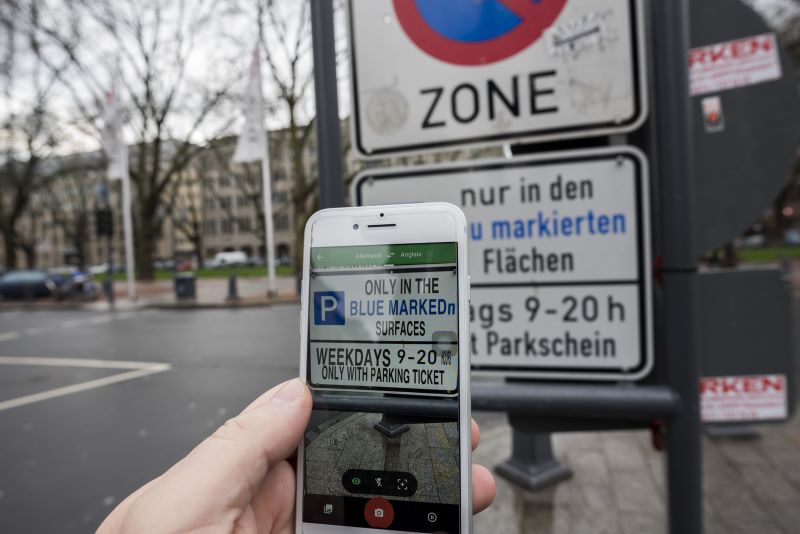 ZONE
nur in den
u markierten
Flächen
ags 9-20 h
t Parkschein
RKEN
RKEN
Allemand Anglais
P ONLY IN THE
BLUE MARKEDn
SURFACES
WEEKDAYS 9-20
ONLY WITH PARKING TICKET